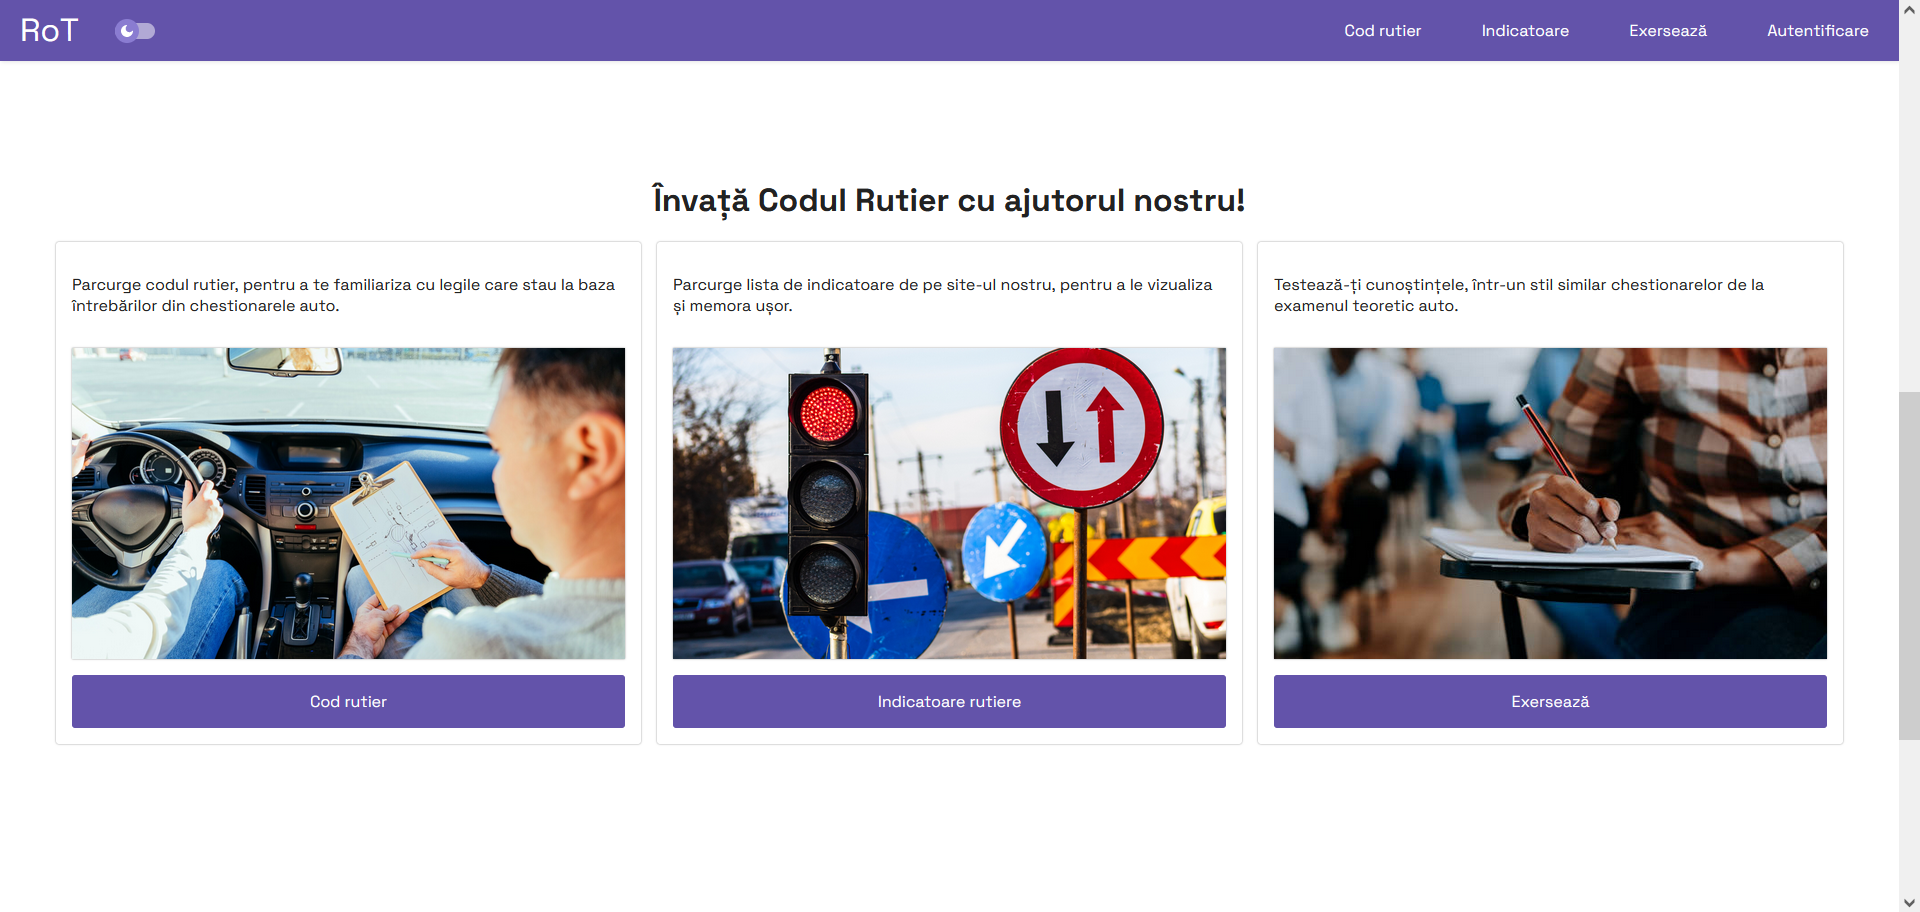 RoT
Cod rutier
Indicatoare
Exersează
Autentificare
Învață Codul Rutier cu ajutorul nostru!
Parcurge codul rutier, pentru a te familiariza cu legile care stau la baza
întrebărilor din chestionarele auto.
Parcurge lista de indicatoare de pe site-ul nostru, pentru a le vizualiza
și memora ușor.
Testează-ți cunoștințele, într-un stil similar chestionarelor de la
examenul teoretic auto.
Cod rutier
Indicatoare rutiere
Exersează